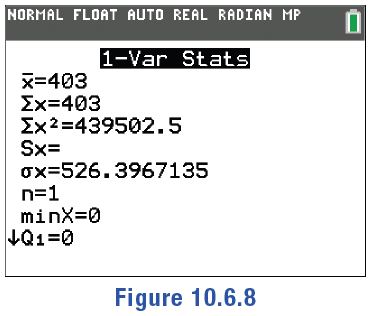 NORMAL FLOAT AUTO REAL RADIAN MP
1-Var Stats
x̄=403
Σx=403
Σx²=439502.5
Sx=
σx=526.3967135
n=1
minX=0
↓Q₁=0
Figure 10.6.8